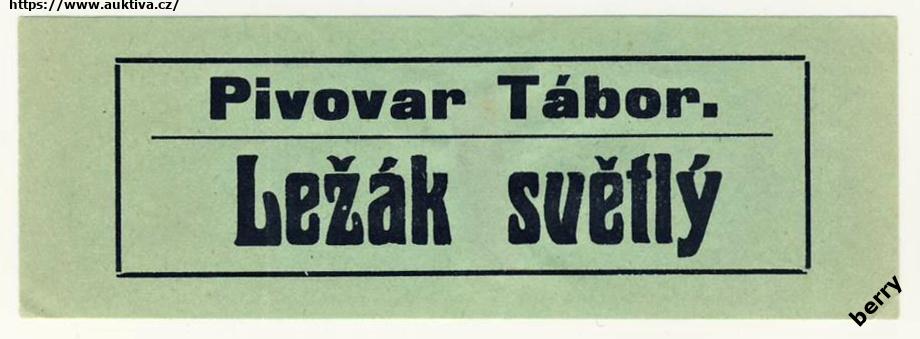 https://www.auktiva.cz/
Pivovar Tábor.
Ležák světlý
berry